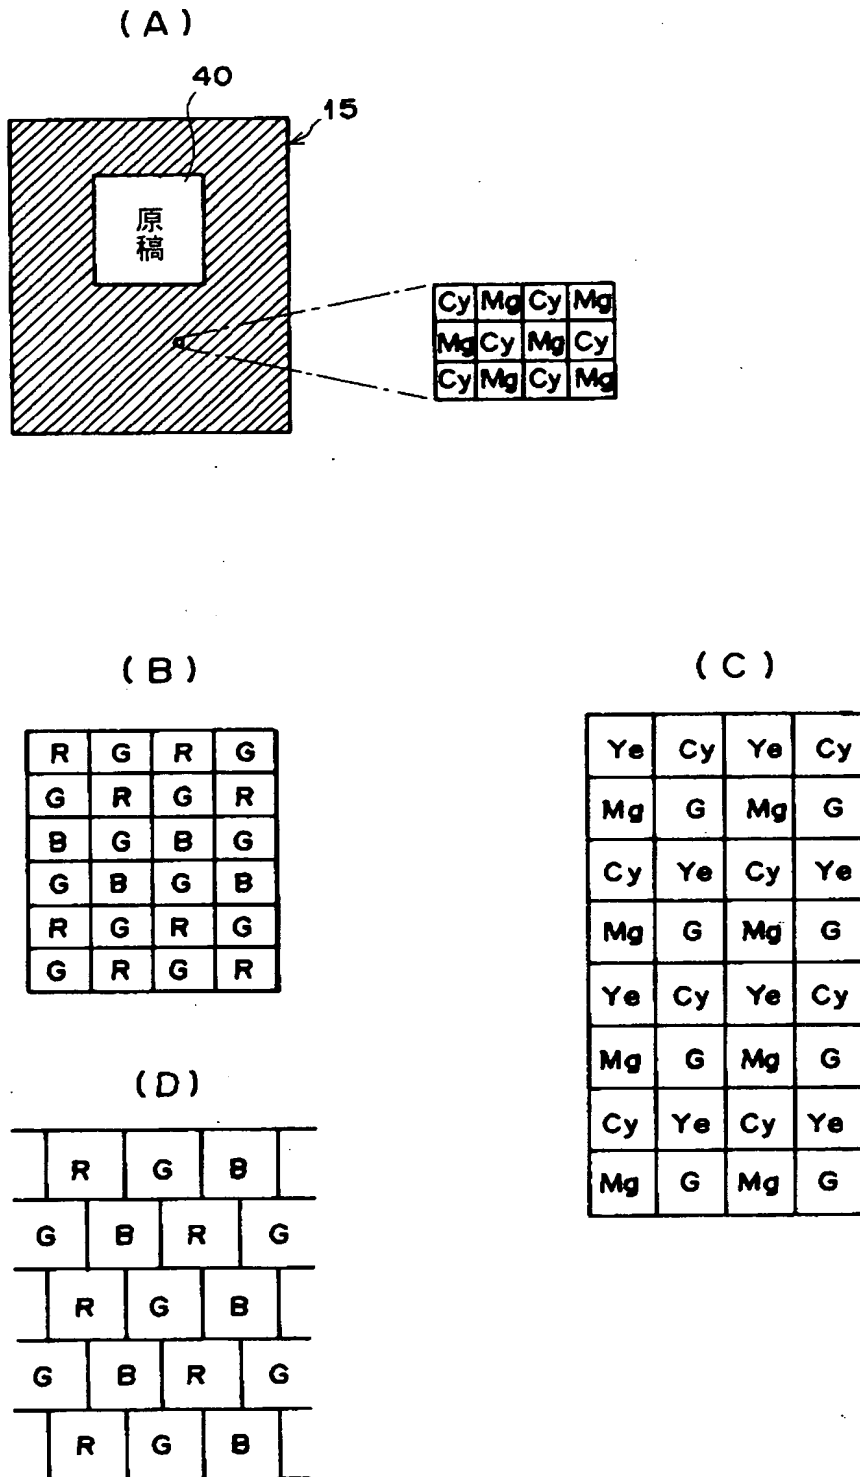 (A)
40
15
原
稿
Cy Mg Cy Mg
Mg Cy Mg Cy
Cy Mg Cy Mg
(B)
R G R G
G R G R
B G B G
G B G B
R G R G
G R G R
(C)
Ye Cy Ye Cy
Mg G Mg G
Cy Ye Cy Ye
Mg G Mg G
Ye Cy Ye Cy
Mg G Mg G
Cy Ye Cy Ye
Mg G Mg G
(D)
R G B
G B R G
R G B
G B R G
R G B